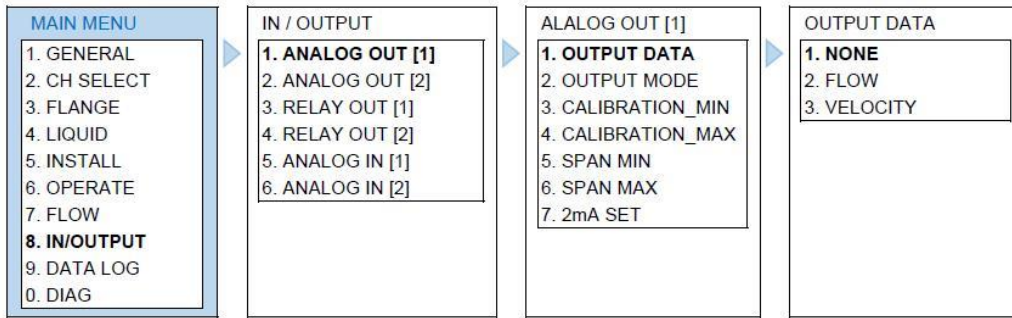 MAIN MENU
1. GENERAL
2. CH SELECT
3. FLANGE
4. LIQUID
5. INSTALL
6. OPERATE
7. FLOW
8. IN/OUTPUT
9. DATA LOG
0. DIAG
IN / OUTPUT
1. ANALOG OUT [1]
2. ANALOG OUT [2]
3. RELAY OUT [1]
4. RELAY OUT [2]
5. ANALOG IN [1]
6. ANALOG IN [2]
ALALOG OUT [1]
1. OUTPUT DATA
2. OUTPUT MODE
3. CALIBRATION_MIN
4. CALIBRATION_MAX
5. SPAN MIN
6. SPAN MAX
7. 2mA SET
OUTPUT DATA
1. NONE
2. FLOW
3. VELOCITY